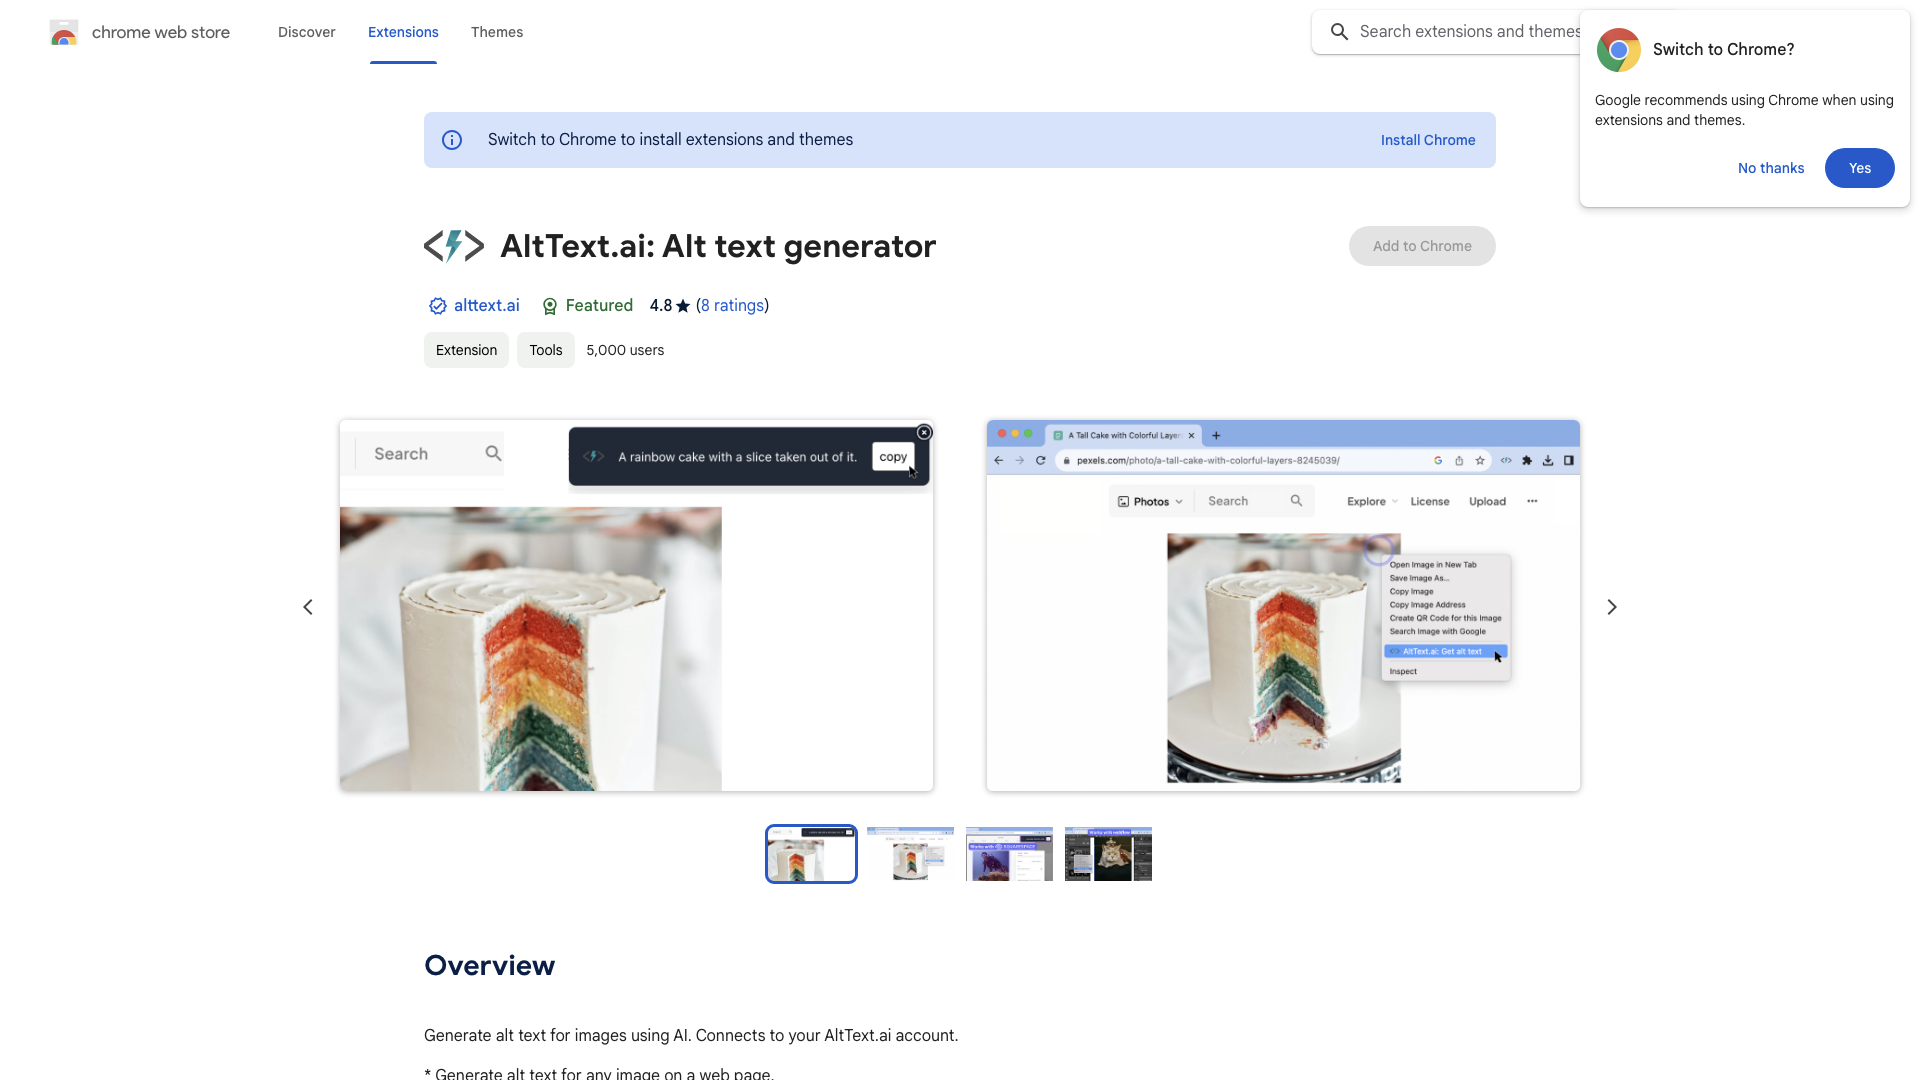 chrome web store
Discover
Extensions
Themes
Search extensions and themes
Switch to Chrome?
Google recommends using Chrome when using
extensions and themes.
No thanks
Yes
Switch to Chrome to install extensions and themes
Install Chrome
AltText.ai: Alt text generator
Add to Chrome
alttext.ai
Featured
4.8 (8 ratings)
Extension
Tools
5,000 users
Search
A rainbow cake with a slice taken out of it.
copy
A Tall Cake with Colorful Layer
pexels.com/photo/a-tall-cake-with-colorful-layers-8245039/
Photos
Search
Explore
License
Upload
Open Image in New Tab
Save Image As...
Copy Image
Copy Image Address
Create QR Code for this Image
Search Image with Google
AltText.ai: Get alt text
Inspect
Works with SQUARESPACE
Works with webflow
Overview
Generate alt text for images using AI. Connects to your AltText.ai account.
* Generate alt text for any image on a web page.